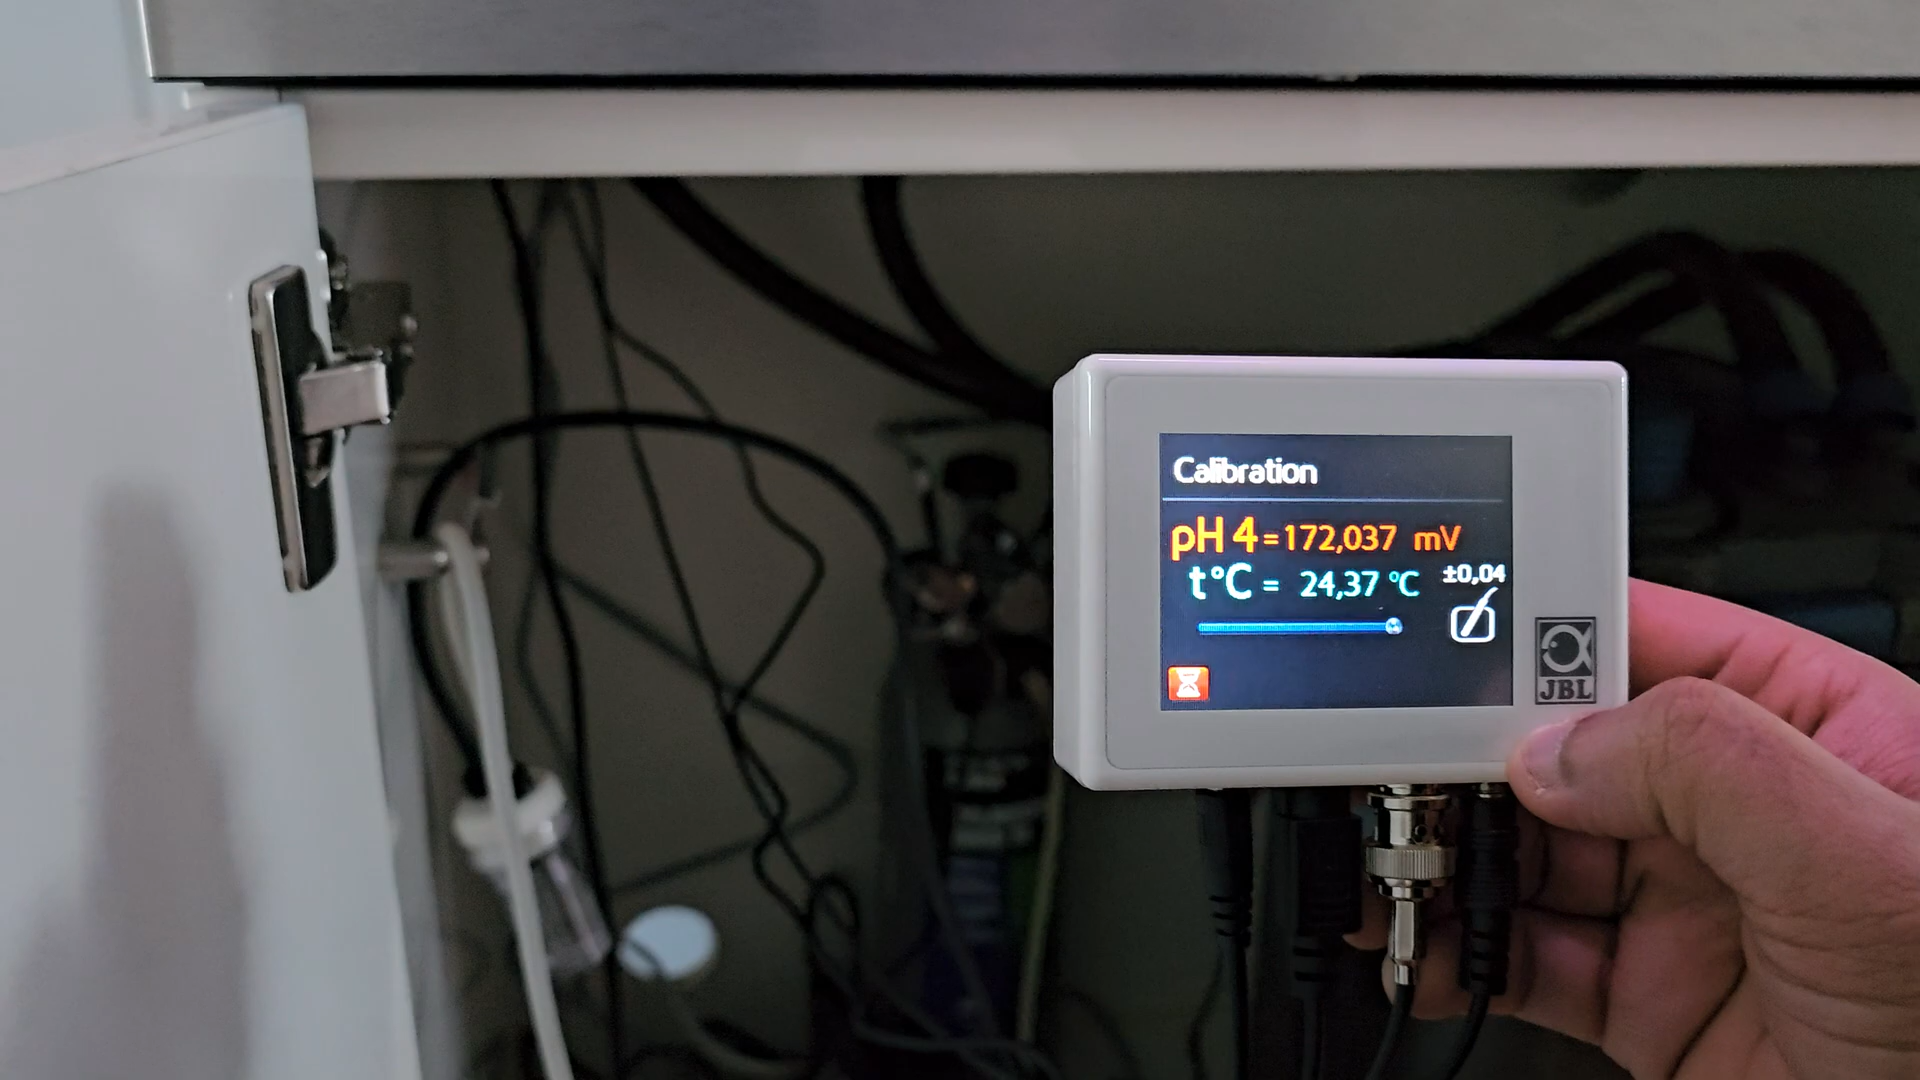 Calibration
pH 4 = 172,037 mV
t°C = 24,37 °C ±0,04
JBL